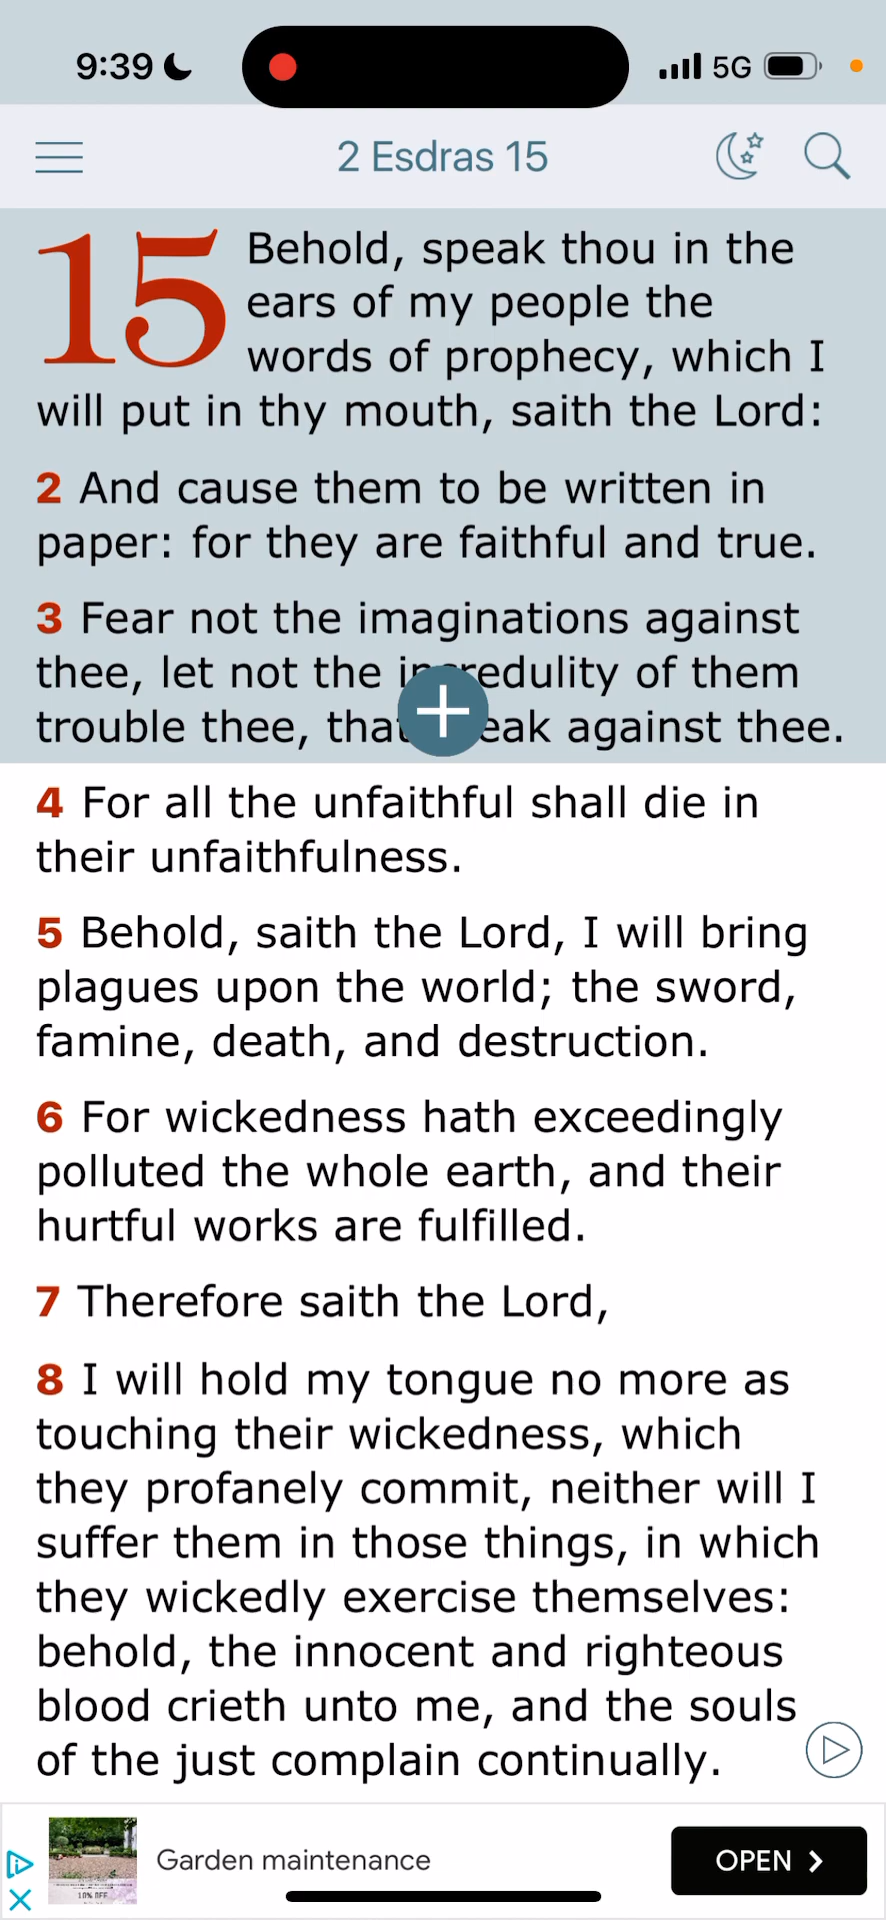 9:39
5G
2 Esdras 15
15 Behold, speak thou in the
ears of my people the
words of prophecy, which I
will put in thy mouth, saith the Lord:
2 And cause them to be written in
paper: for they are faithful and true.
3 Fear not the imaginations against
thee, let not the incredulity of them
trouble thee, that speak against thee.
4 For all the unfaithful shall die in
their unfaithfulness.
5 Behold, saith the Lord, I will bring
plagues upon the world; the sword,
famine, death, and destruction.
6 For wickedness hath exceedingly
polluted the whole earth, and their
hurtful works are fulfilled.
7 Therefore saith the Lord,
8 I will hold my tongue no more as
touching their wickedness, which
they profanely commit, neither will I
suffer them in those things, in which
they wickedly exercise themselves:
behold, the innocent and righteous
blood crieth unto me, and the souls
of the just complain continually.
Garden maintenance
OPEN
10% OFF